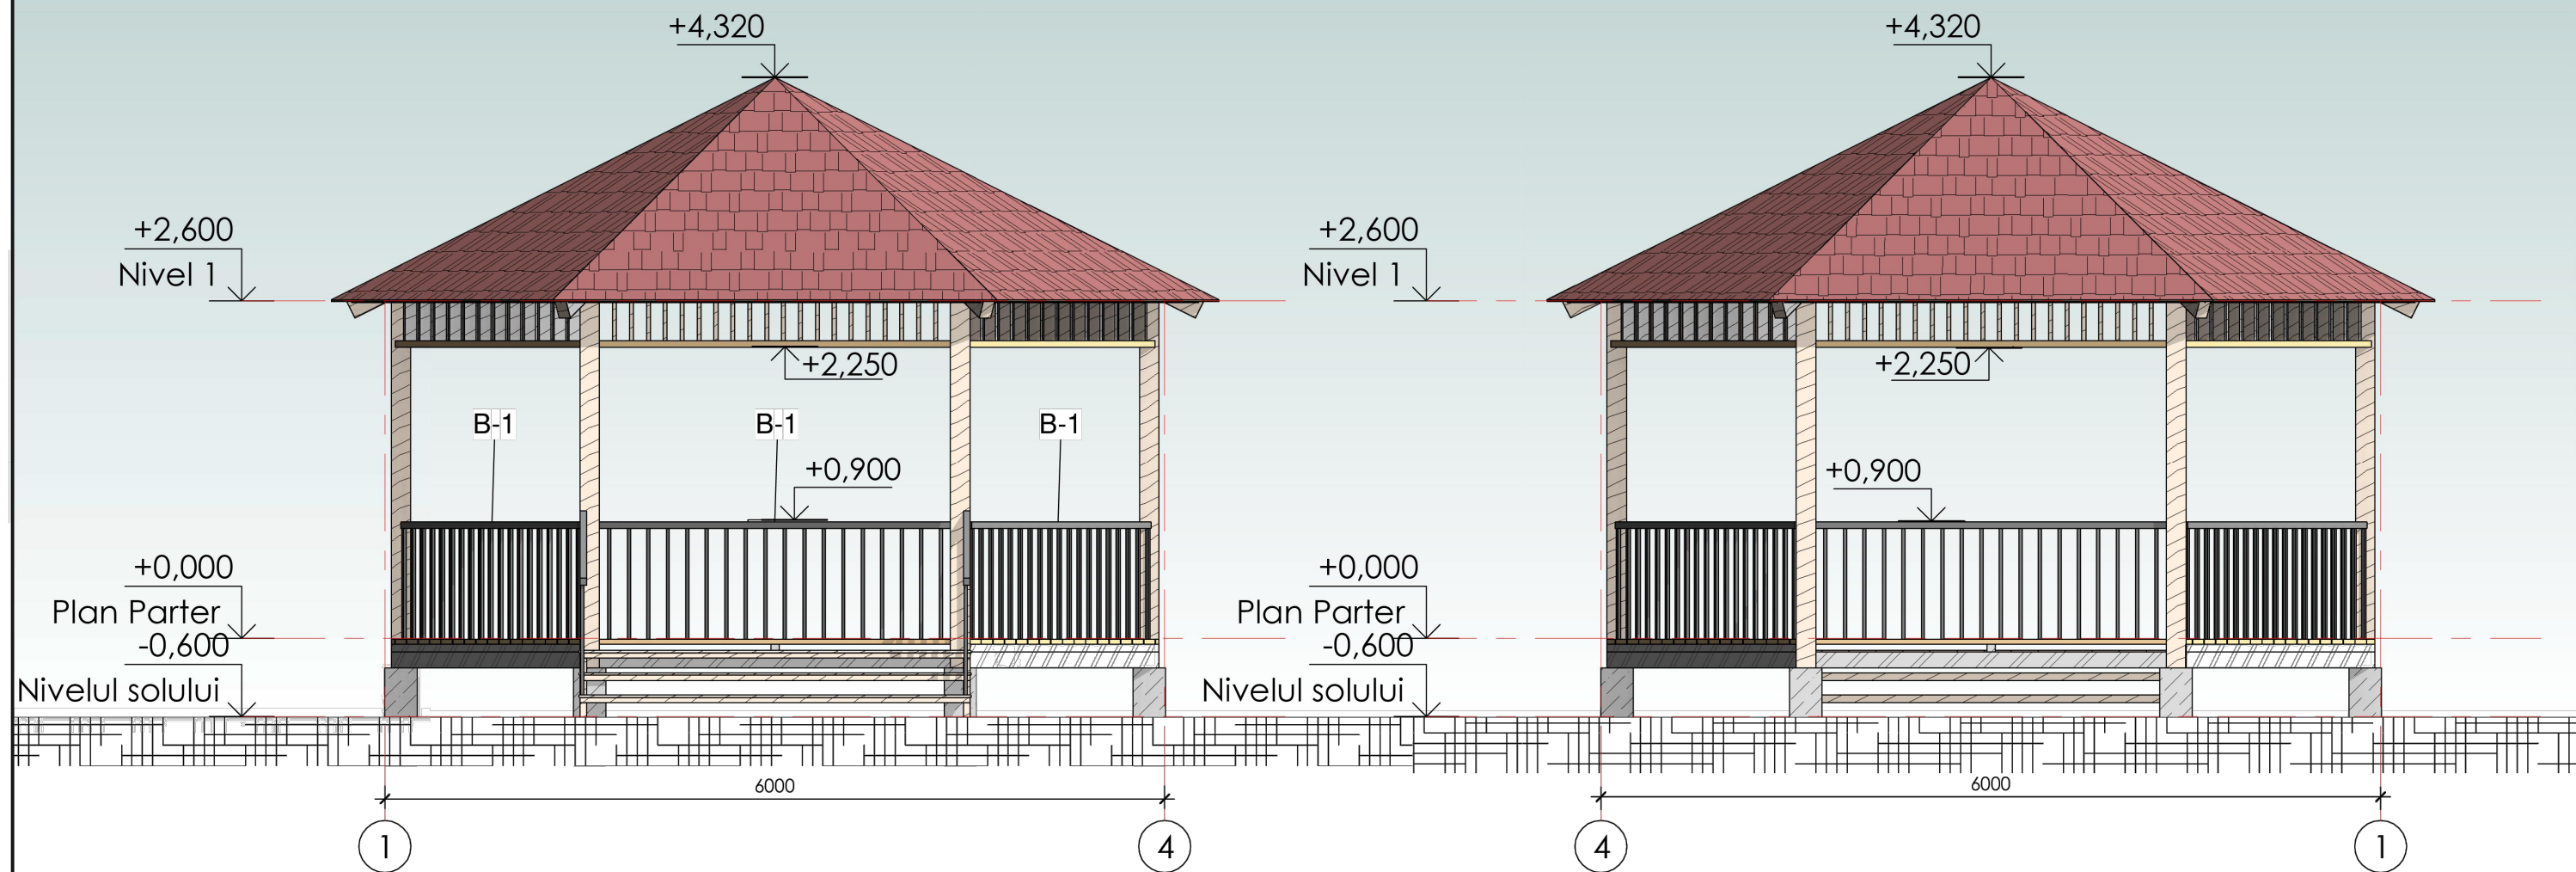 +4,320
+2,600
Nivel 1
+2,250
B-1
B-1
B-1
+0,900
+0,000
Plan Parter
-0,600
Nivelul solului
6000
1
4
+4,320
+2,600
Nivel 1
+2,250
+0,900
+0,000
Plan Parter
-0,600
Nivelul solului
6000
4
1